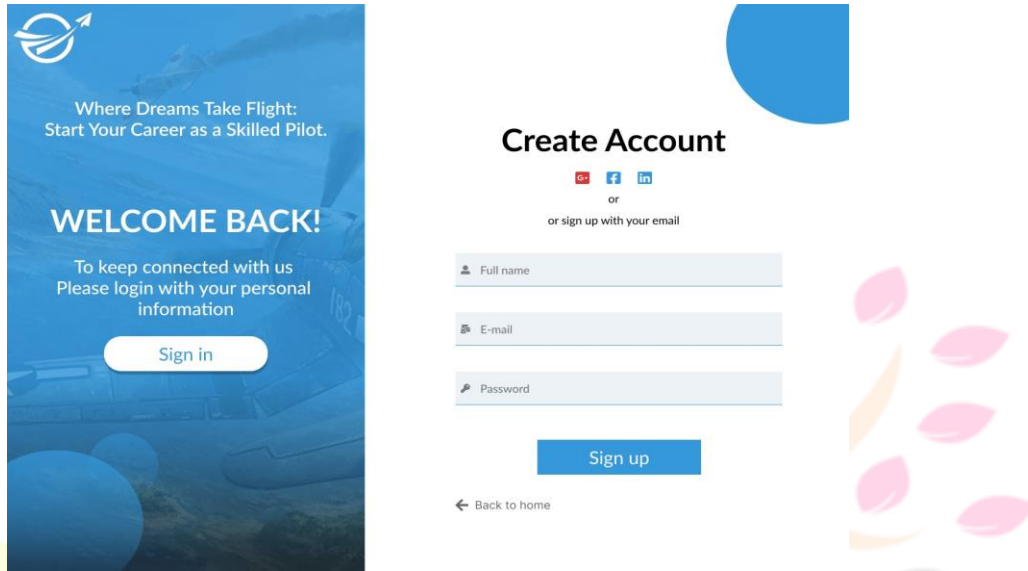 Where Dreams Take Flight:
Start Your Career as a Skilled Pilot.
WELCOME BACK!
To keep connected with us
Please login with your personal
information
Sign in
182
Create Account
G+ f in
or
or sign up with your email
Full name
E-mail
Password
Sign up
Back to home